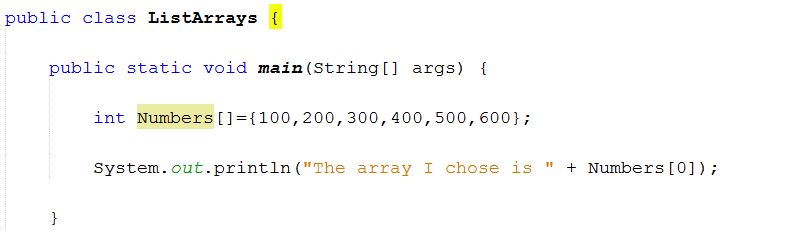 public class ListArrays {
public static void main(String[] args) {
int Numbers[]={100,200,300,400,500,600};
System.out.println("The array I chose is " + Numbers[0]);
}